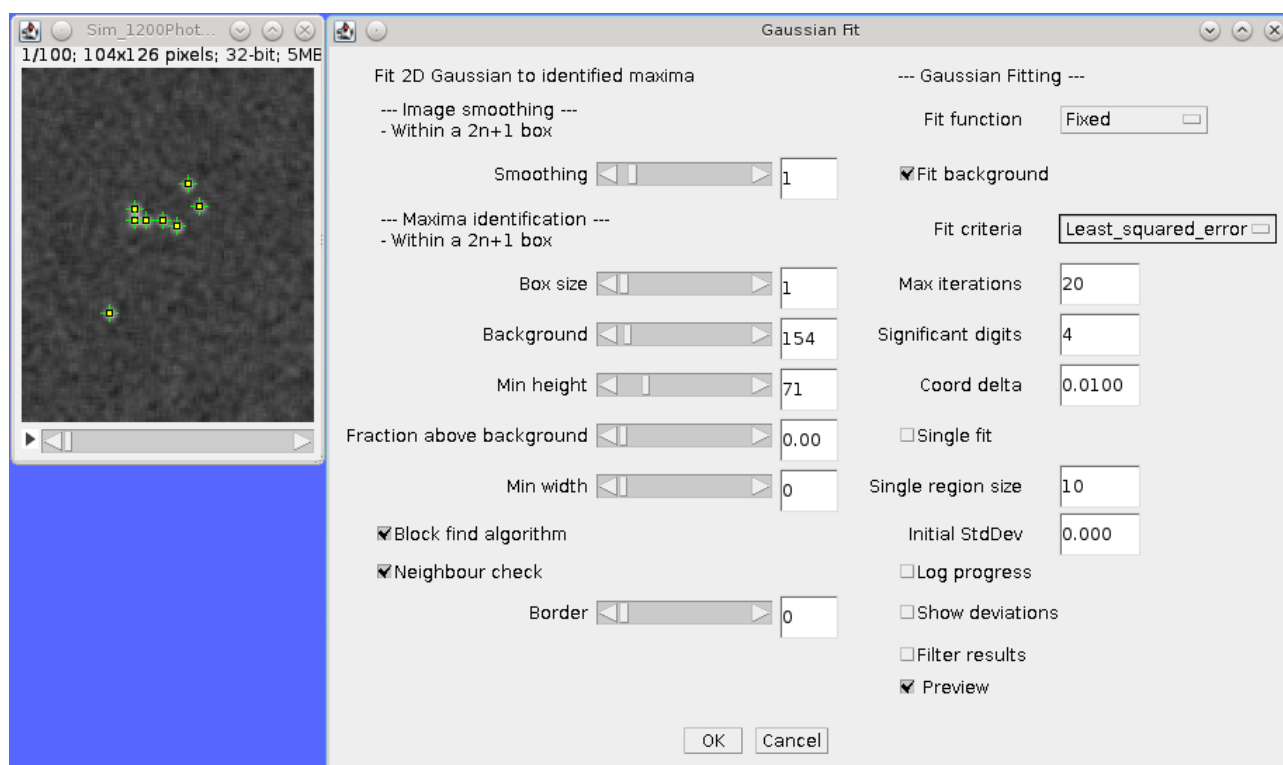 Sim_1200Phot...
1/100; 104x126 pixels; 32-bit; 5MB
Gaussian Fit
Fit 2D Gaussian to identified maxima
--- Image smoothing ---
- Within a 2n+1 box
Smoothing 1
--- Maxima identification ---
- Within a 2n+1 box
Box size 1
Background 154
Min height 71
Fraction above background 0.00
Min width 0
Block find algorithm
Neighbour check
Border 0
--- Gaussian Fitting ---
Fit function Fixed
Fit background
Fit criteria Least_squared_error
Max iterations 20
Significant digits 4
Coord delta 0.0100
Single fit
Single region size 10
Initial StdDev 0.000
Log progress
Show deviations
Filter results
Preview
OK Cancel